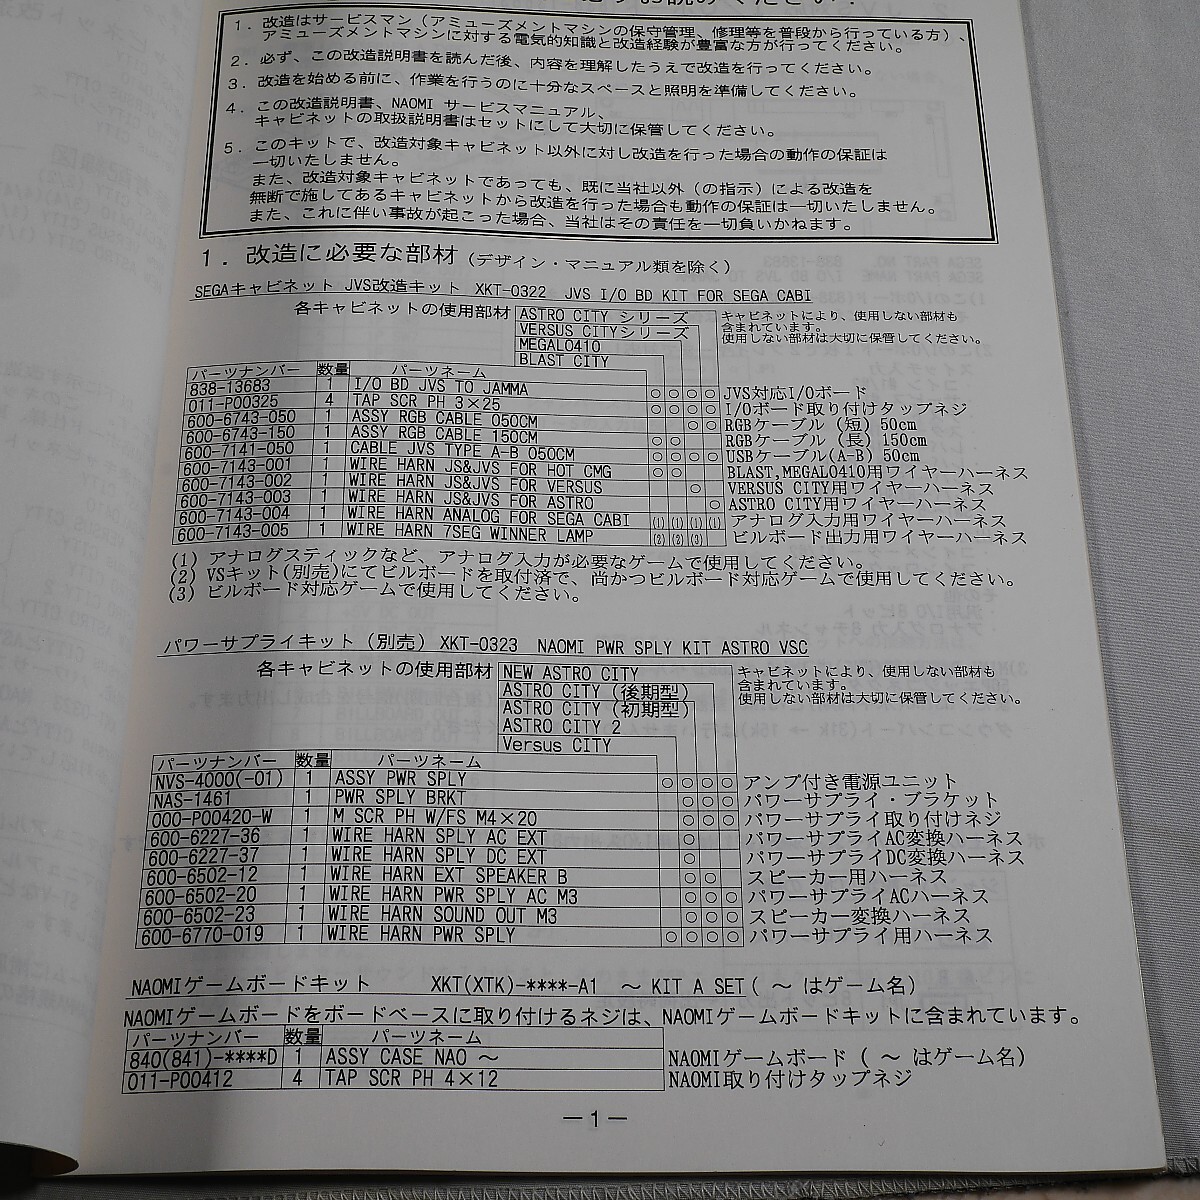 1．改造はサービスマン（アミューズメントマシンの保守管理、修理等を普段から行っている方）、
アミューズメントマシンに対する電気的知識と改造経験が豊富な方が行ってください。
2．必ず、この改造説明書を読んだ後、内容を理解したうえで改造を行ってください。
3．改造を始める前に、作業を行うのに十分なスペースと照明を準備してください。
4．この改造説明書、NAOMI サービスマニュアル、
キャビネットの取扱説明書はセットにして大切に保管してください。
5．このキットで、改造対象キャビネット以外に対し改造を行った場合の動作の保証は
一切いたしません。
また、改造対象キャビネットであっても、既に当社以外（の指示）による改造を
無断で施してあるキャビネットから改造を行った場合も動作の保証は一切いたしません。
また、これに伴い事故が起こった場合、当社はその責任を一切負いかねます。
1．改造に必要な部材（デザイン・マニュアル類を除く）
SEGAキャビネット JVS改造キット XKT-0322 JVS I/O BD KIT FOR SEGA CABI
各キャビネットの使用部材 ASTRO CITY シリーズ
VERSUS CITYシリーズ
MEGALO410
BLAST CITY
キャビネットにより、使用しない部材も
含まれています。
使用しない部材は大切に保管してください。
パーツナンバー 数量 パーツネーム
838-13683 1 I/O BD JVS TO JAMMA ○ ○ ○ ○ JVS対応I/Oボード
011-P00325 4 TAP SCR PH 3×25 ○ ○ ○ ○ I/Oボード取り付けタップネジ
600-6743-050 1 ASSY RGB CABLE 050CM ○ ○ RGBケーブル（短）50cm
600-6743-150 1 ASSY RGB CABLE 150CM ○ ○ RGBケーブル（長）150cm
600-7141-050 1 CABLE JVS TYPE A-B 050CM ○ ○ ○ ○ USBケーブル(A-B) 50cm
600-7143-001 1 WIRE HARN JS&JVS FOR HOT CMG ○ ○ BLAST,MEGALO410用ワイヤーハーネス
600-7143-002 1 WIRE HARN JS&JVS FOR VERSUS ○ VERSUS CITY用ワイヤーハーネス
600-7143-003 1 WIRE HARN JS&JVS FOR ASTRO ○ ASTRO CITY用ワイヤーハーネス
600-7143-004 1 WIRE HARN ANALOG FOR SEGA CABI (1) (1) (1) (1) アナログ入力用ワイヤーハーネス
600-7143-005 1 WIRE HARN 7SEG WINNER LAMP (2) (2) (3) ビルボード出力用ワイヤーハーネス
(1) アナログスティックなど、アナログ入力が必要なゲームで使用してください。
(2) VSキット(別売)にてビルボードを取付済で、尚かつビルボード対応ゲームで使用してください。
(3) ビルボード対応ゲームで使用してください。
パワーサプライキット（別売）XKT-0323 NAOMI PWR SPLY KIT ASTRO VSC
各キャビネットの使用部材 NEW ASTRO CITY
ASTRO CITY（後期型）
ASTRO CITY（初期型）
ASTRO CITY 2
Versus CITY
キャビネットにより、使用しない部材も
含まれています。
使用しない部材は大切に保管してください。
パーツナンバー 数量 パーツネーム
NVS-4000(-01) 1 ASSY PWR SPLY ○ ○ ○ ○ アンプ付き電源ユニット
NAS-1461 1 PWR SPLY BRKT ○ ○ ○ パワーサプライ・ブラケット
000-P00420-W 1 M SCR PH W/FS M4×20 ○ ○ ○ パワーサプライ取り付けネジ
600-6227-36 1 WIRE HARN SPLY AC EXT ○ パワーサプライAC変換ハーネス
600-6227-37 1 WIRE HARN SPLY DC EXT ○ パワーサプライDC変換ハーネス
600-6502-12 1 WIRE HARN EXT SPEAKER B ○ ○ スピーカー用ハーネス
600-6502-20 1 WIRE HARN PWR SPLY AC M3 ○ ○ ○ パワーサプライACハーネス
600-6502-23 1 WIRE HARN SOUND OUT M3 ○ ○ ○ スピーカー変換ハーネス
600-6770-019 1 WIRE HARN PWR SPLY ○ ○ ○ ○ パワーサプライ用ハーネス
NAOMIゲームボードキット XKT(XTK)-****-A1 ～ KIT A SET( ～ はゲーム名)
NAOMIゲームボードをボードベースに取り付けるネジは、NAOMIゲームボードキットに含まれています。
パーツナンバー 数量 パーツネーム
840(841)-****D 1 ASSY CASE NAO ～ NAOMIゲームボード( ～ はゲーム名)
011-P00412 4 TAP SCR PH 4×12 NAOMI取り付けタップネジ
－1－